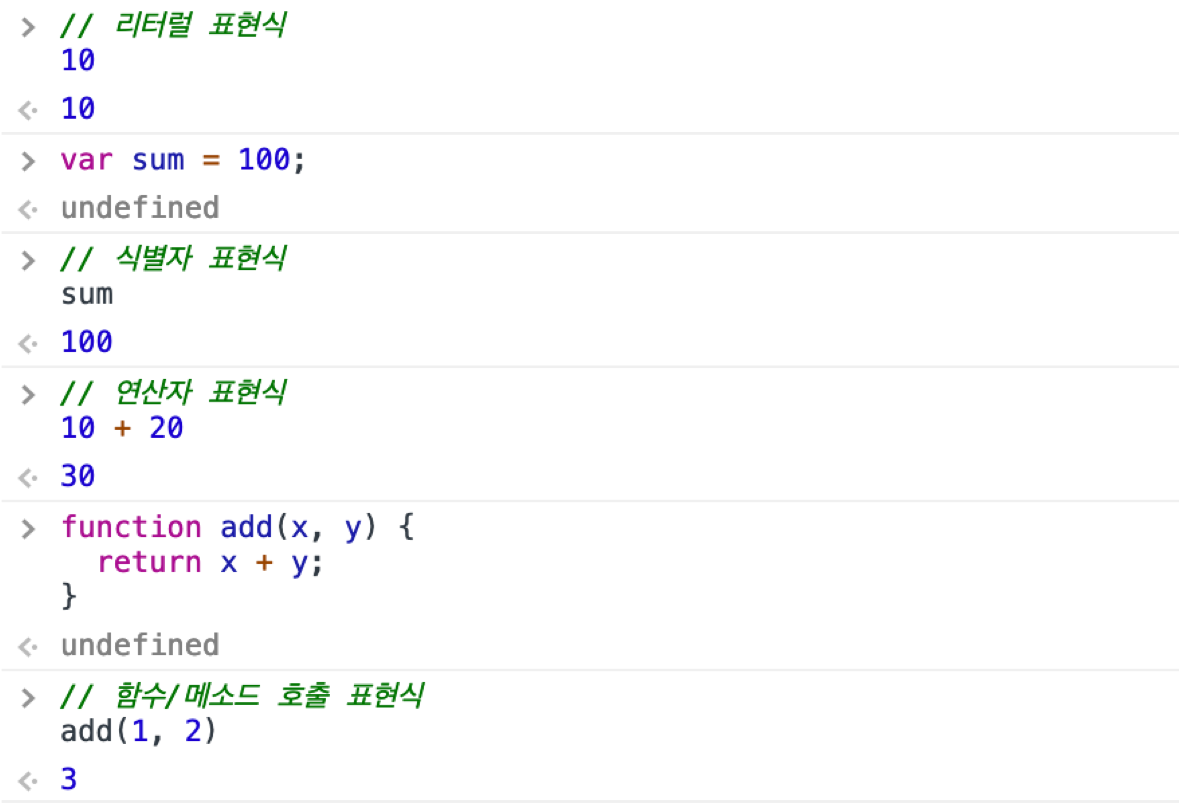 > // 리터럴 표현식
10
<· 10
> var sum = 100;
<· undefined
> // 식별자 표현식
sum
<· 100
> // 연산자 표현식
10 + 20
<· 30
> function add(x, y) {
  return x + y;
}
<· undefined
> // 함수/메소드 호출 표현식
add(1, 2)
<· 3